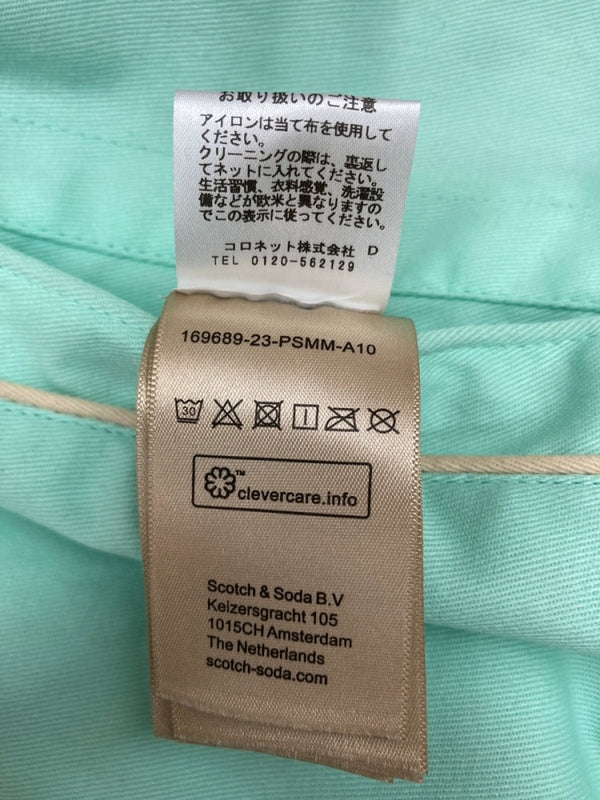 お取り扱いのご注意
アイロンは当て布を使用して
ください。
クリーニングの際は、裏返し
てネットに入れてください。
生活習慣、衣料感覚、洗濯設
備などが欧米と異なりますの
でこの表示に従ってください。
コロネット株式会社 D
TEL 0120-562129
169689-23-PSMM-A10
30
clevercare.info™
Scotch & Soda B.V
Keizersgracht 105
1015CH Amsterdam
The Netherlands
scotch-soda.com